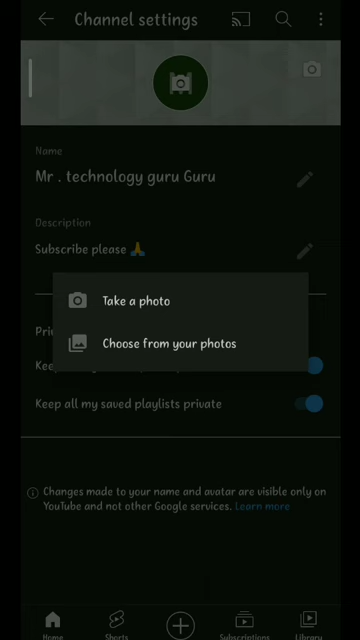 Channel settings
Name
Mr . technology guru Guru
Description
Subscribe please 🙏
Take a photo
Choose from your photos
Keep all my saved playlists private
Changes made to your name and avatar are visible only on
YouTube and not other Google services. Learn more
Home
Shorts
Subscriptions
Library